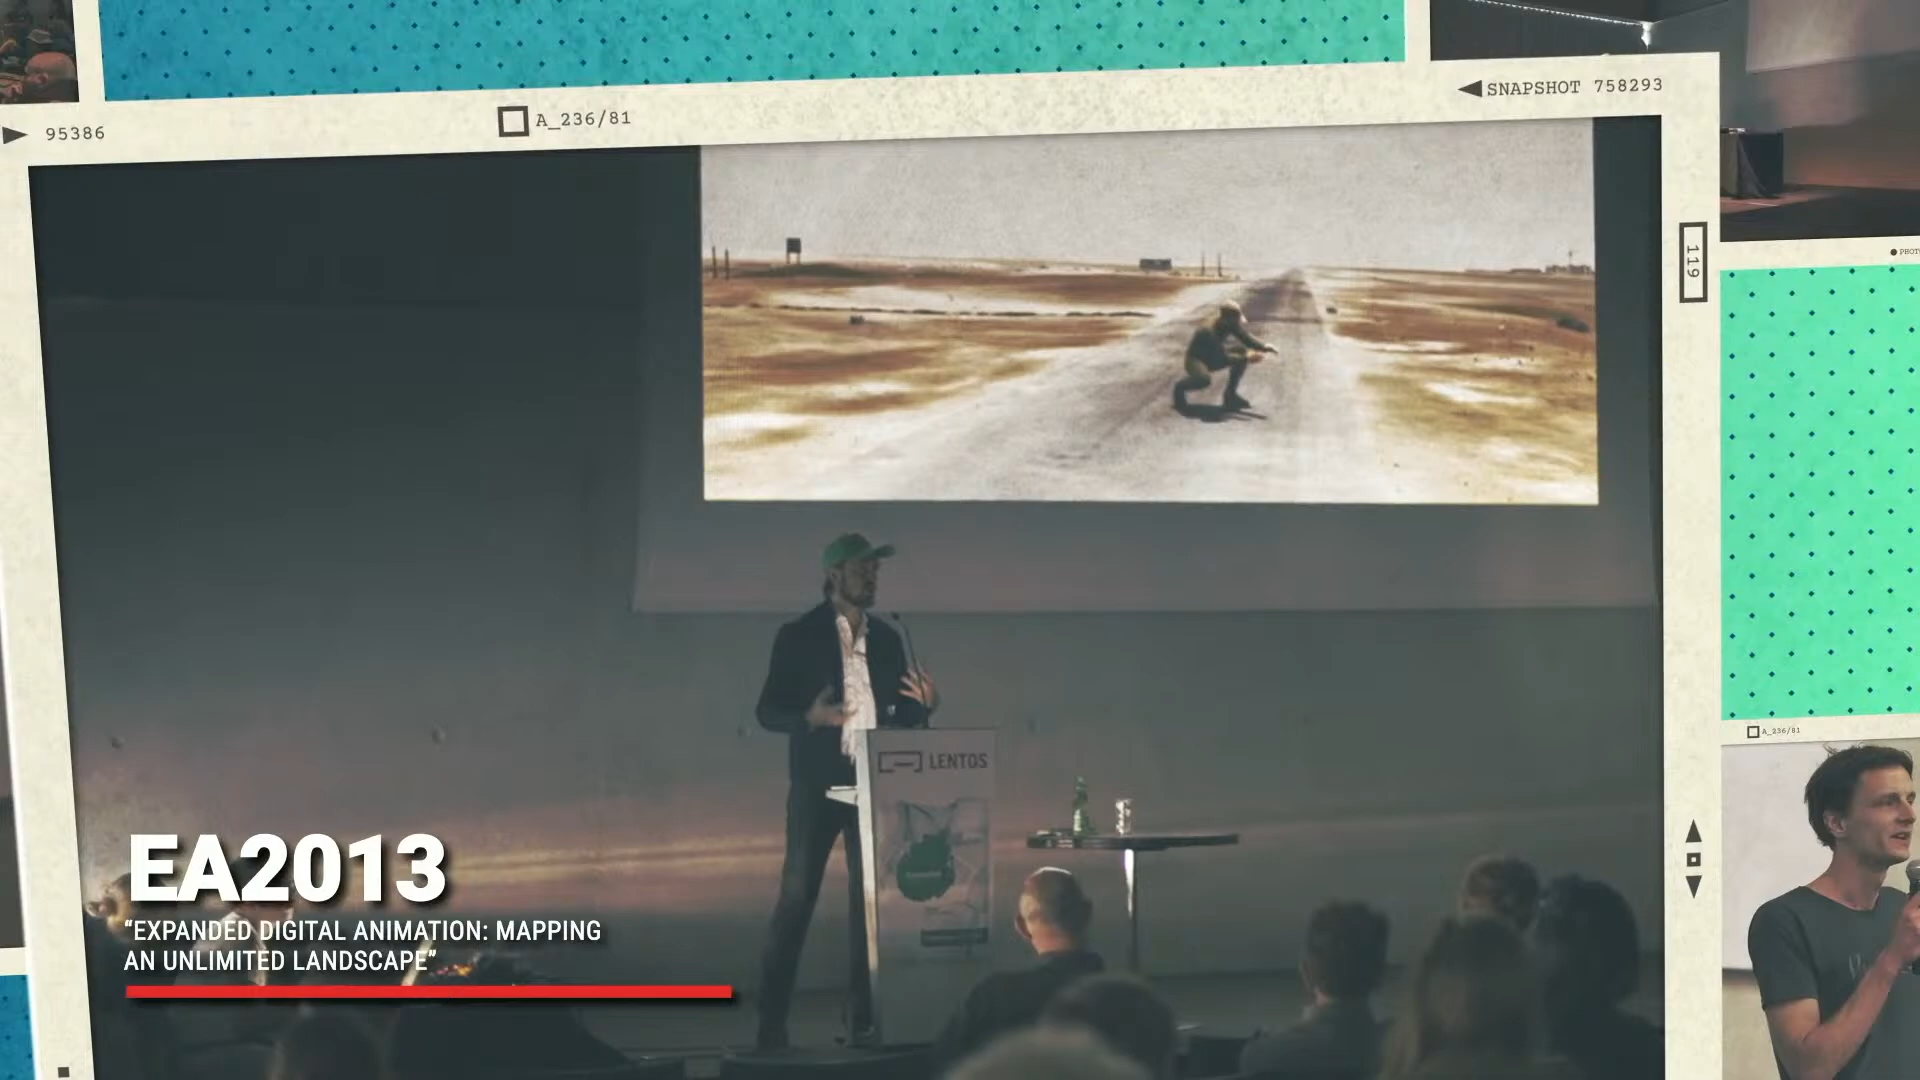 SNAPSHOT 758293
A_236/81
95386
119
A_236/81
LENTOS
EA2013
“EXPANDED DIGITAL ANIMATION: MAPPING
AN UNLIMITED LANDSCAPE”